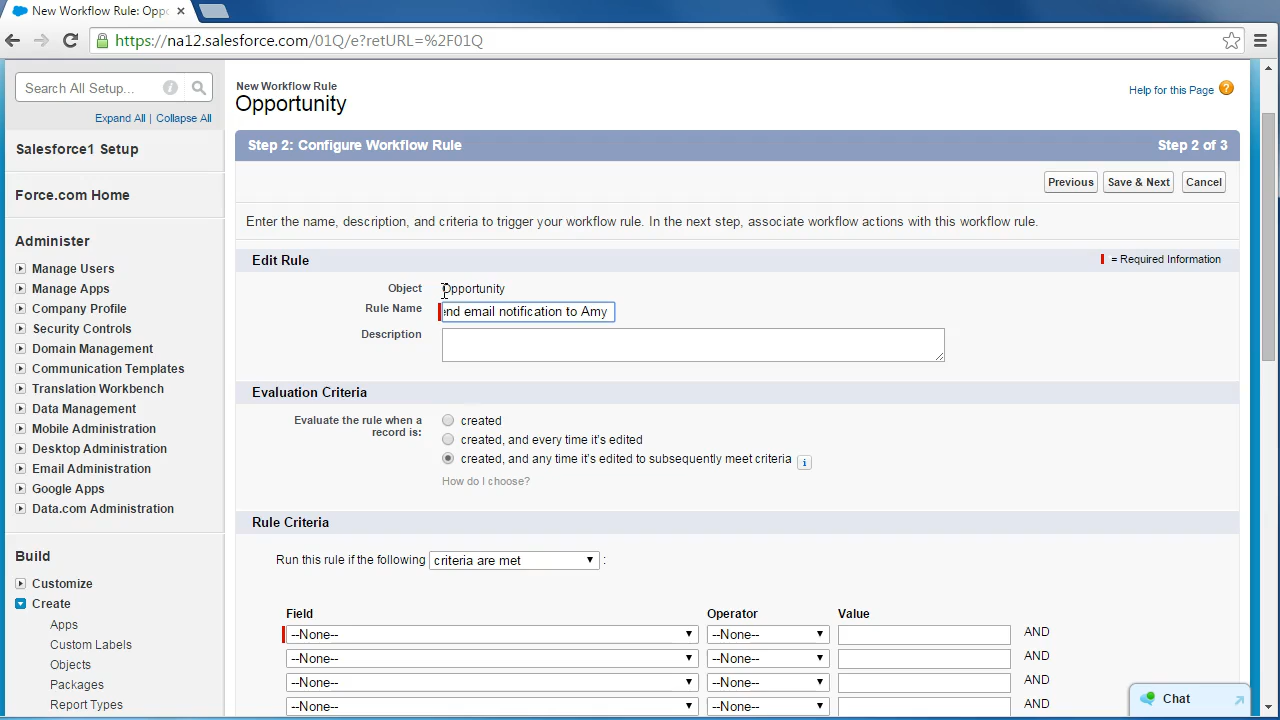 New Workflow Rule: Opport
https://na12.salesforce.com/01Q/e?retURL=%2F01Q
Search All Setup...
Expand All | Collapse All
Salesforce1 Setup
Force.com Home
Administer
Manage Users
Manage Apps
Company Profile
Security Controls
Domain Management
Communication Templates
Translation Workbench
Data Management
Mobile Administration
Desktop Administration
Email Administration
Google Apps
Data.com Administration
Build
Customize
Create
Apps
Custom Labels
Objects
Packages
Report Types
New Workflow Rule
Opportunity
Help for this Page ?
Step 2: Configure Workflow Rule Step 2 of 3
Previous Save & Next Cancel
Enter the name, description, and criteria to trigger your workflow rule. In the next step, associate workflow actions with this workflow rule.
Edit Rule = Required Information
Object Opportunity
Rule Name end email notification to Amy
Description
Evaluation Criteria
Evaluate the rule when a
record is:
created
created, and every time it's edited
created, and any time it's edited to subsequently meet criteria i
How do I choose?
Rule Criteria
Run this rule if the following criteria are met :
Field Operator Value
--None-- --None-- AND
--None-- --None-- AND
--None-- --None-- AND
--None-- --None-- AND
Chat